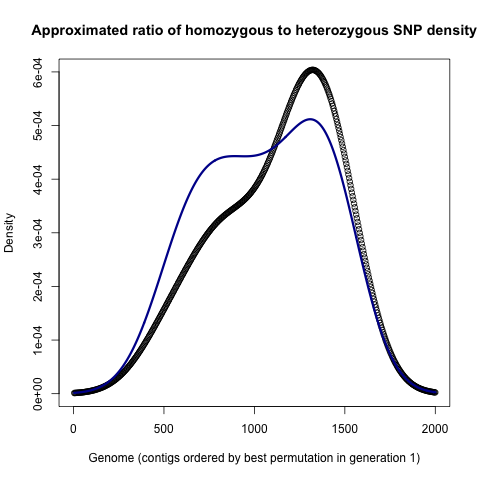 Approximated ratio of homozygous to heterozygous SNP density
6e-04
5e-04
4e-04
3e-04
2e-04
1e-04
0e+00
Density
0 500 1000 1500 2000
Genome (contigs ordered by best permutation in generation 1)